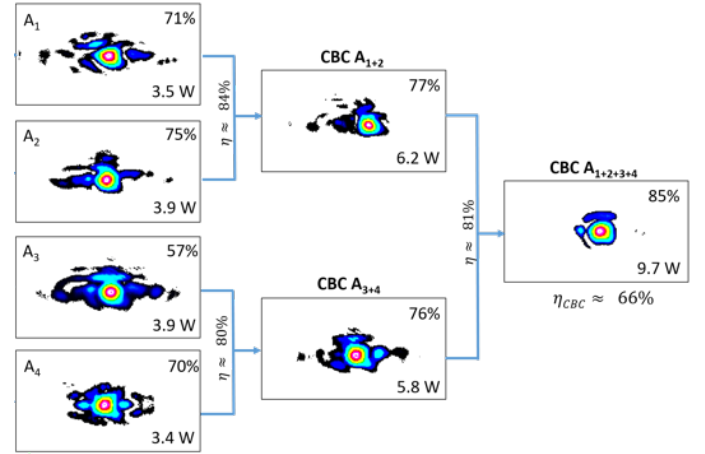 A1
71%
3.5 W
A2
75%
3.9 W
A3
57%
3.9 W
A4
70%
3.4 W
η ≈ 84%
η ≈ 80%
CBC A1+2
77%
6.2 W
CBC A3+4
76%
5.8 W
η ≈ 81%
CBC A1+2+3+4
85%
9.7 W
ηCBC ≈ 66%